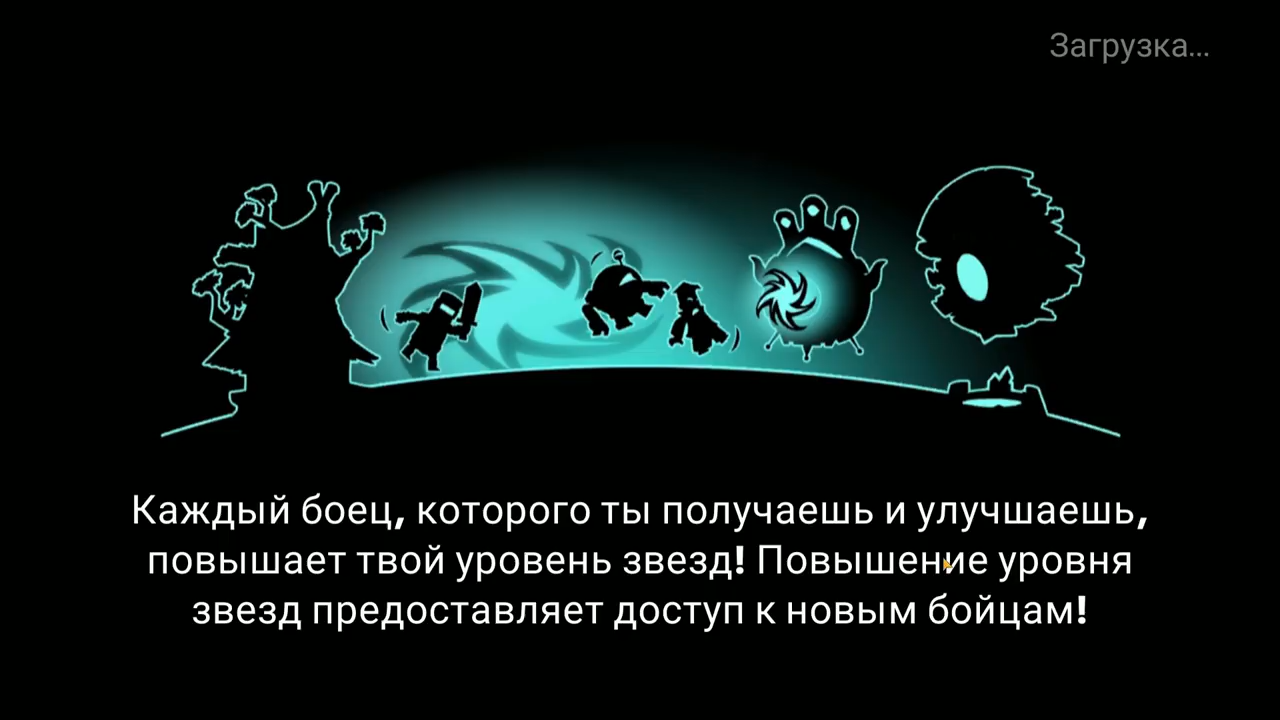 Загрузка...
Каждый боец, которого ты получаешь и улучшаешь,
повышает твой уровень звезд! Повышение уровня
звезд предоставляет доступ к новым бойцам!